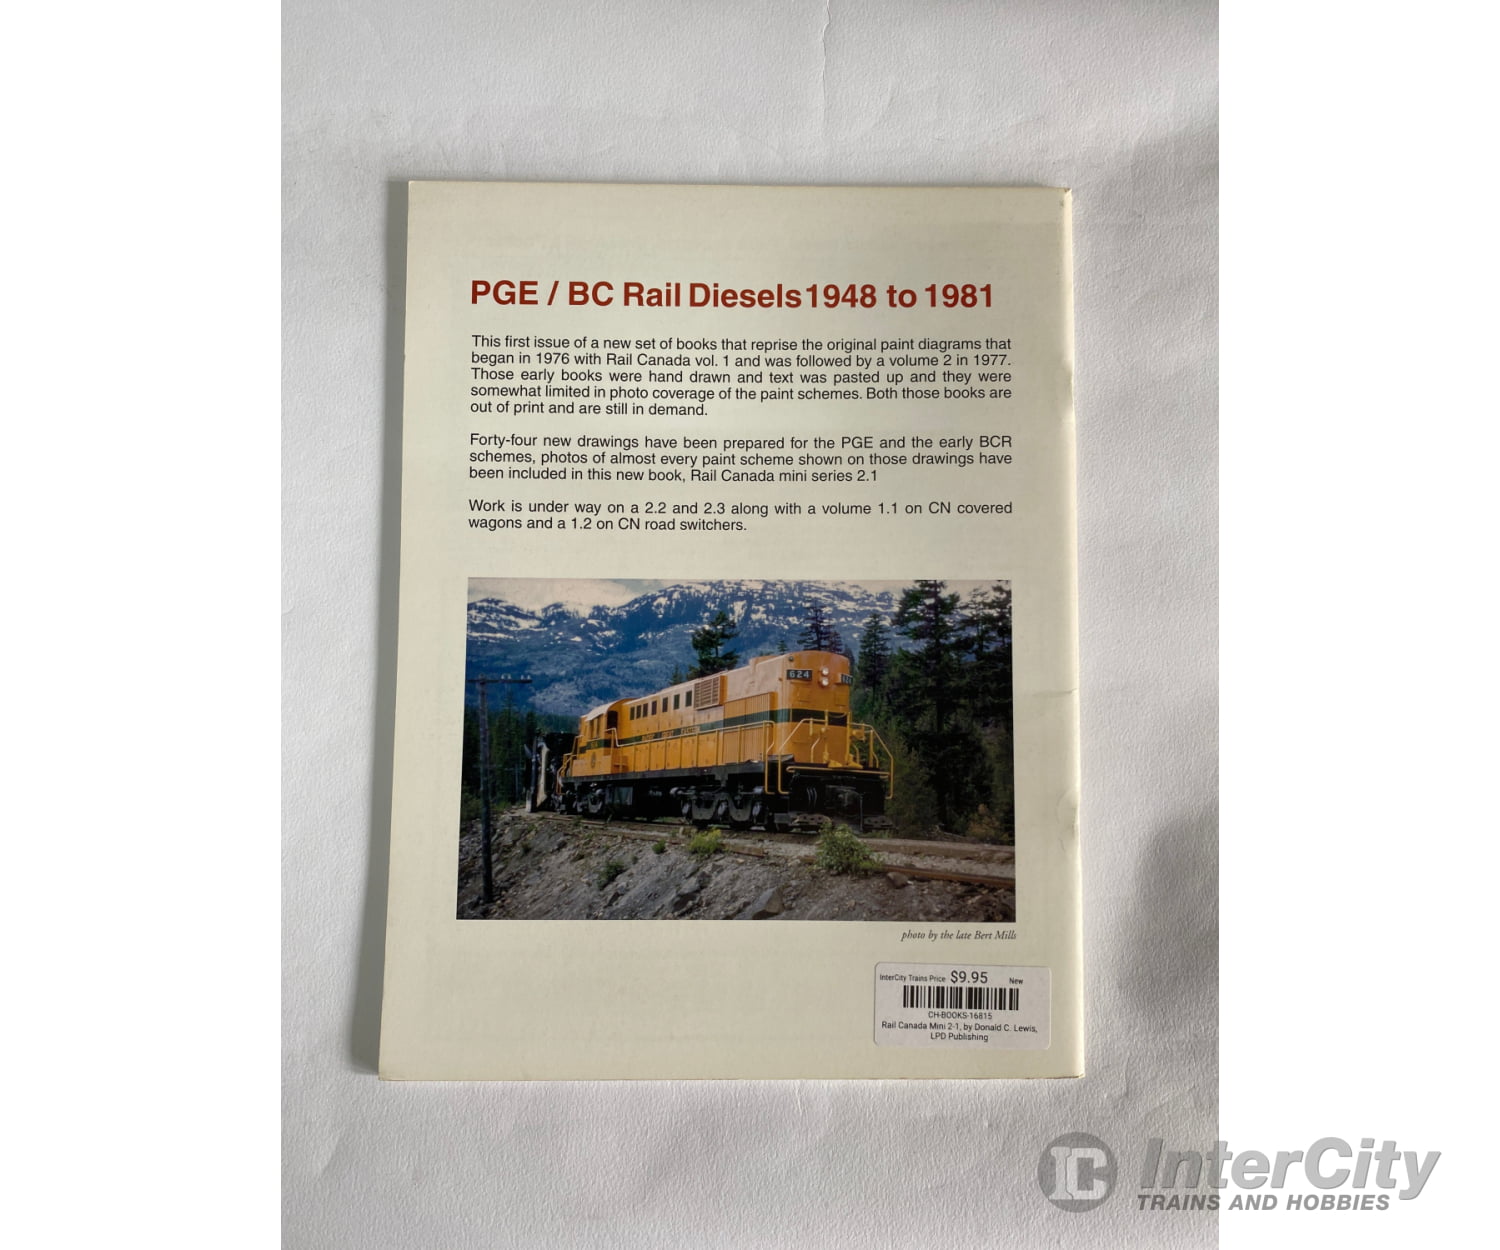 PGE / BC Rail Diesels 1948 to 1981
This first issue of a new set of books that reprise the original paint diagrams that
began in 1976 with Rail Canada vol. 1 and was followed by a volume 2 in 1977.
Those early books were hand drawn and text was pasted up and they were
somewhat limited in photo coverage of the paint schemes. Both those books are
out of print and are still in demand.
Forty-four new drawings have been prepared for the PGE and the early BCR
schemes, photos of almost every paint scheme shown on those drawings have
been included in this new book, Rail Canada mini series 2.1
Work is under way on a 2.2 and 2.3 along with a volume 1.1 on CN covered
wagons and a 1.2 on CN road switchers.
624
photo by the late Bert Mills
InterCity Trains Price $9.95 New
CH-BOOKS-16815
Rail Canada Mini 2-1, by Donald C. Lewis,
LPD Publishing
IC InterCity
TRAINS AND HOBBIES